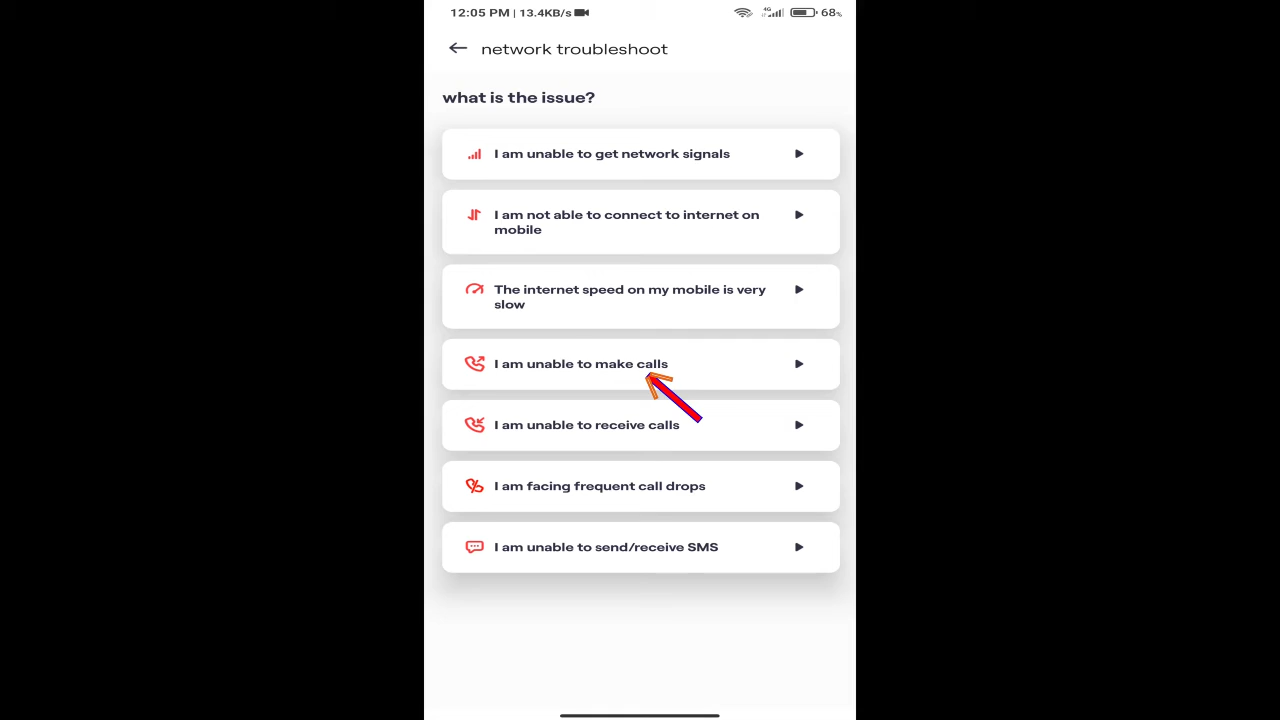 12:05 PM | 13.4KB/s 4G 68%
network troubleshoot
what is the issue?
I am unable to get network signals
I am not able to connect to internet on
mobile
The internet speed on my mobile is very
slow
I am unable to make calls
I am unable to receive calls
I am facing frequent call drops
I am unable to send/receive SMS